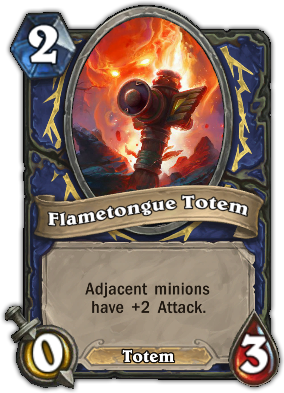 2
Flametongue Totem
Adjacent minions
have +2 Attack.
0
Totem
3